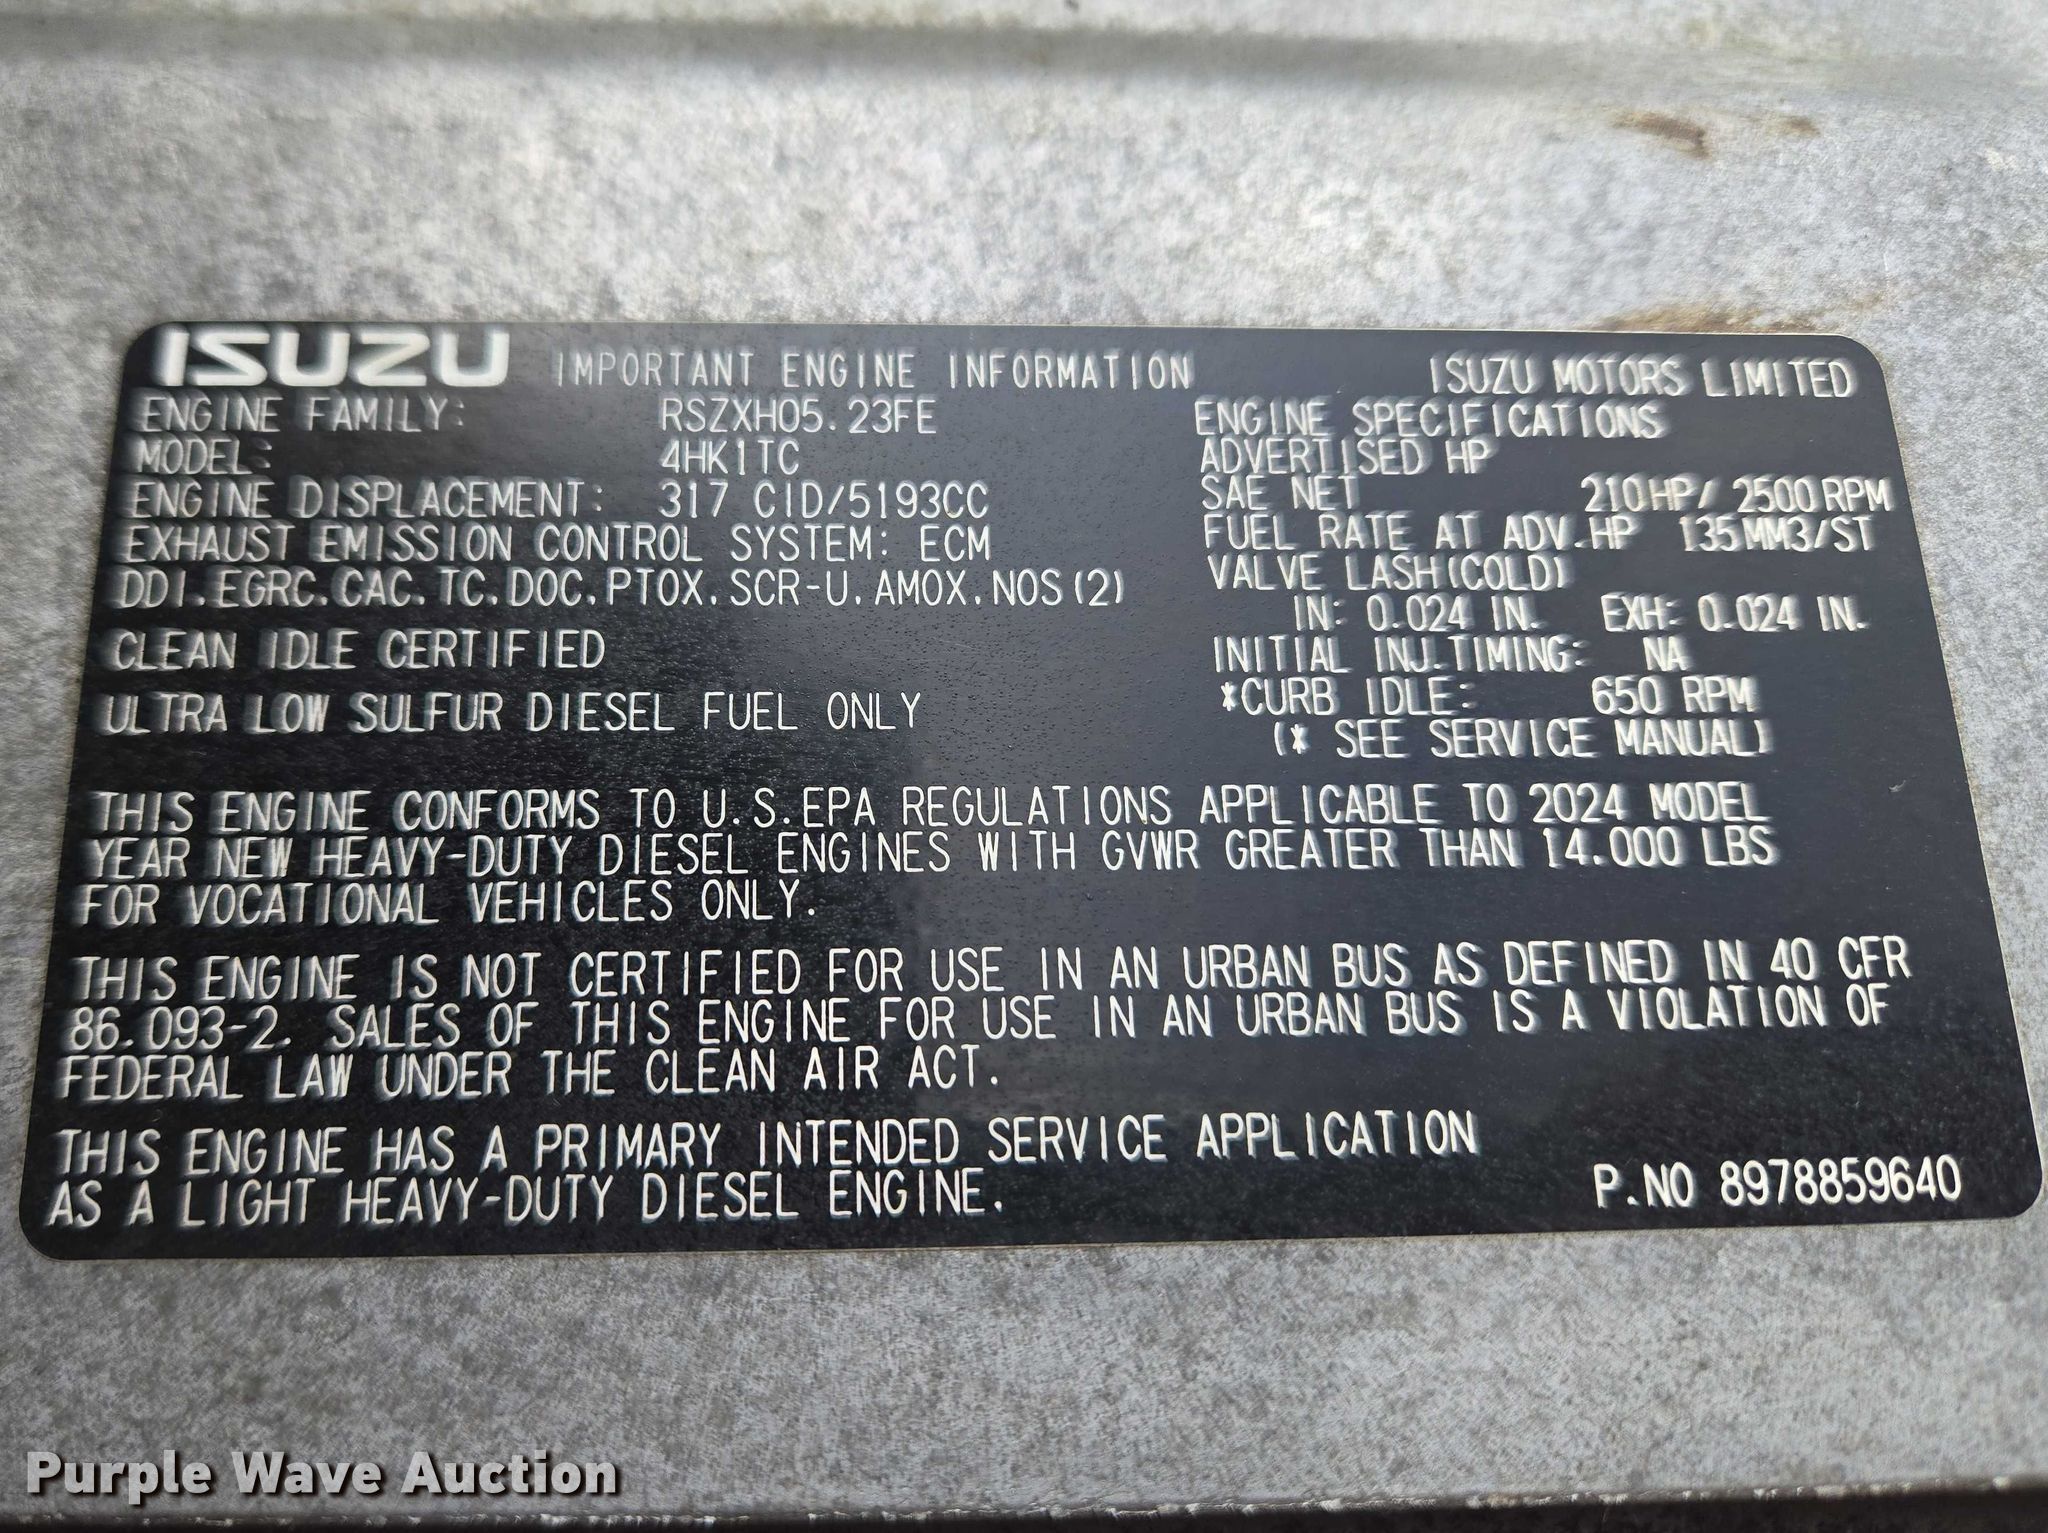 ISUZU IMPORTANT ENGINE INFORMATION ISUZU MOTORS LIMITED
ENGINE FAMILY: RSZXH05.23FE
MODEL: 4HK1TC
ENGINE DISPLACEMENT: 317 CID/5193CC
EXHAUST EMISSION CONTROL SYSTEM: ECM
DDI.EGRC.CAC.TC.DOC.PTOX.SCR-U.AMOX.NOS(2)
CLEAN IDLE CERTIFIED
ULTRA LOW SULFUR DIESEL FUEL ONLY
ENGINE SPECIFICATIONS
ADVERTISED HP
SAE NET 210HP/ 2500RPM
FUEL RATE AT ADV.HP 135MM3/ST
VALVE LASH(COLD)
IN: 0.024 IN. EXH: 0.024 IN.
INITIAL INJ.TIMING: NA
*CURB IDLE: 650 RPM
(* SEE SERVICE MANUAL)
THIS ENGINE CONFORMS TO U.S.EPA REGULATIONS APPLICABLE TO 2024 MODEL
YEAR NEW HEAVY-DUTY DIESEL ENGINES WITH GVWR GREATER THAN 14.000 LBS
FOR VOCATIONAL VEHICLES ONLY.
THIS ENGINE IS NOT CERTIFIED FOR USE IN AN URBAN BUS AS DEFINED IN 40 CFR
86.093-2. SALES OF THIS ENGINE FOR USE IN AN URBAN BUS IS A VIOLATION OF
FEDERAL LAW UNDER THE CLEAN AIR ACT.
THIS ENGINE HAS A PRIMARY INTENDED SERVICE APPLICATION
AS A LIGHT HEAVY-DUTY DIESEL ENGINE.
P.NO 8978859640
Purple Wave Auction